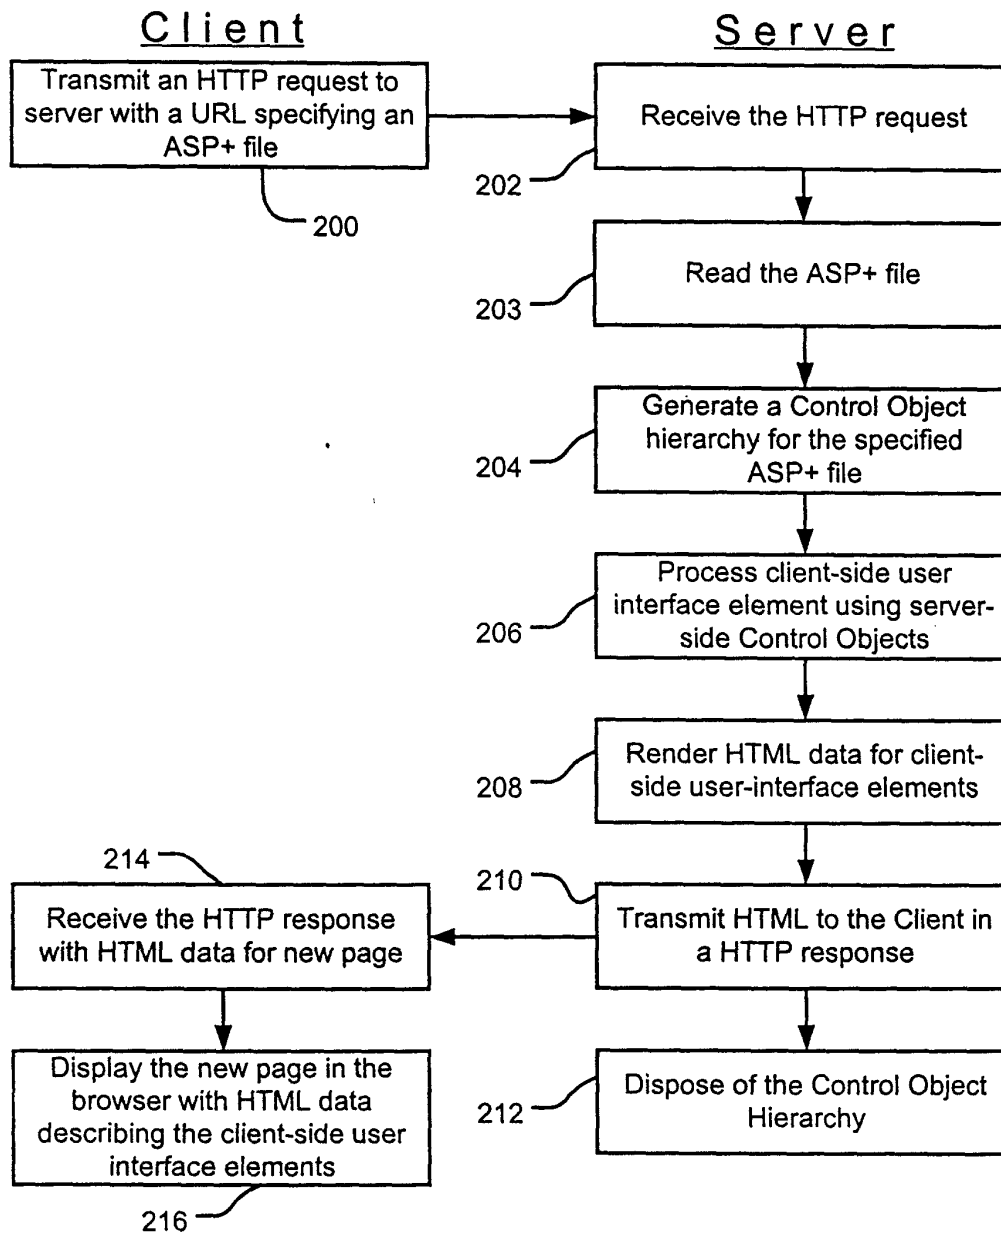 Client
Server
Transmit an HTTP request to
server with a URL specifying an
ASP+ file
200
Receive the HTTP request
202
Read the ASP+ file
203
Generate a Control Object
hierarchy for the specified
ASP+ file
204
Process client-side user
interface element using server-
side Control Objects
206
Render HTML data for client-
side user-interface elements
208
Transmit HTML to the Client in
a HTTP response
210
214
Receive the HTTP response
with HTML data for new page
Dispose of the Control Object
Hierarchy
212
Display the new page in the
browser with HTML data
describing the client-side user
interface elements
216